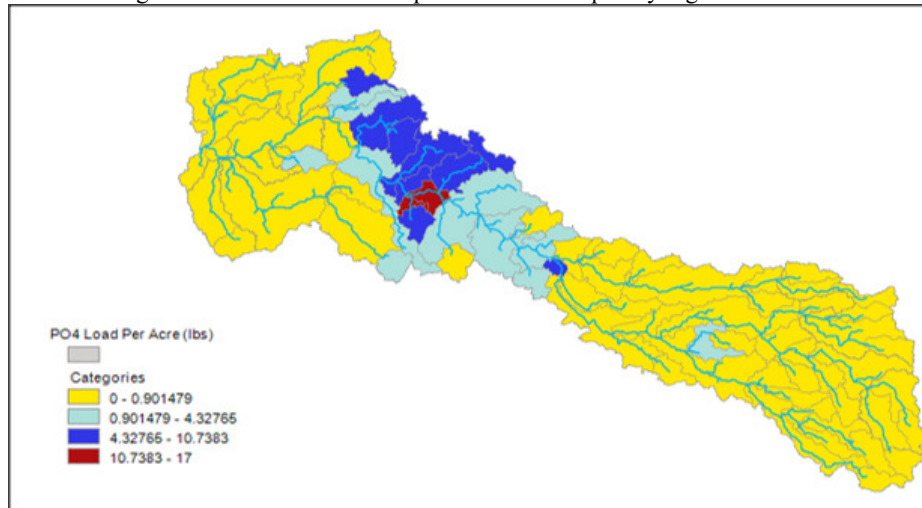 PO4 Load Per Acre (lbs)
Categories
0 - 0.901479
0.901479 - 4.32765
4.32765 - 10.7383
10.7383 - 17